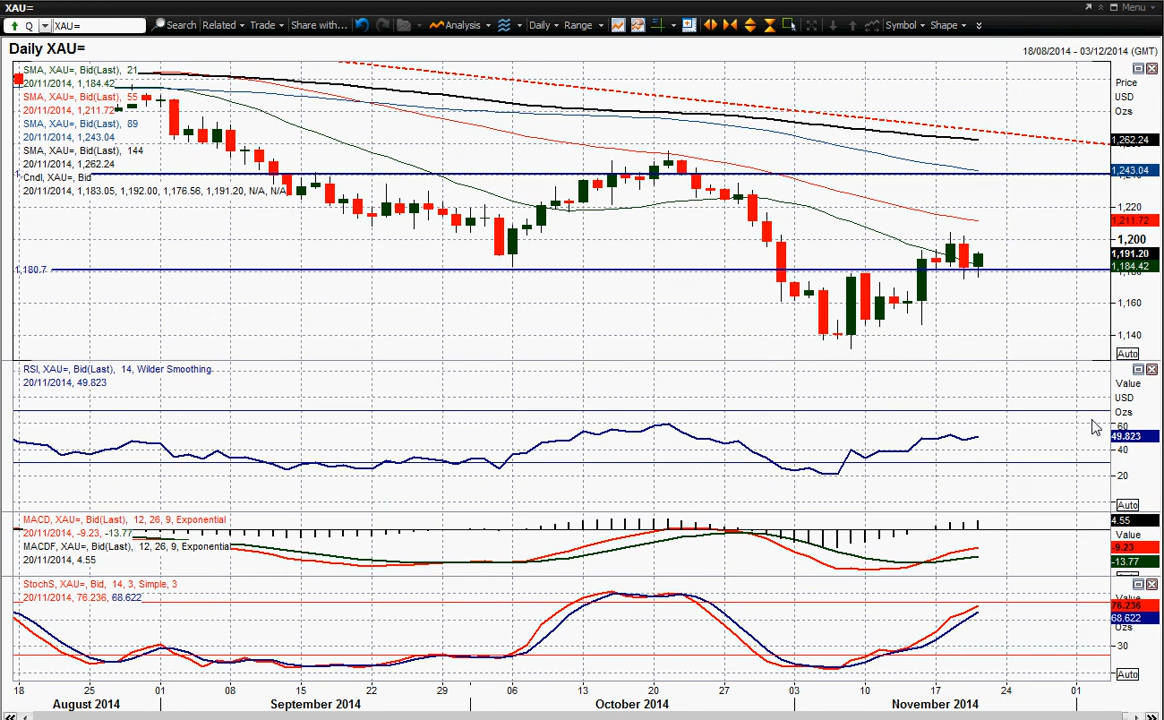 XAU=
Menu
Q XAU= Search Related Trade Share with... Analysis Daily Range Symbol Shape
Daily XAU=
18/08/2014 - 03/12/2014 (GMT)
SMA, XAU=, Bid(Last), 21
20/11/2014, 1,184.42
SMA, XAU=, Bid(Last), 55
20/11/2014, 1,211.72
SMA, XAU=, Bid(Last), 89
20/11/2014, 1,243.04
SMA, XAU=, Bid(Last), 144
20/11/2014, 1,262.24
Cndl, XAU=, Bid
20/11/2014, 1,183.05, 1,192.00, 1,176.56, 1,191.20, N/A, N/A
1,180.7
Price
USD
Ozs
1,262.24
1,243.04
1,220
1,211.72
1,200
1,191.20
1,184.42
1,160
1,140
Auto
RSI, XAU=, Bid(Last), 14, Wilder Smoothing
20/11/2014, 49.823
Value
USD
Ozs
60
49.823
40
20
Auto
MACD, XAU=, Bid(Last), 12, 26, 9, Exponential
20/11/2014, -9.23, -13.77
MACDF, XAU=, Bid(Last), 12, 26, 9, Exponential
20/11/2014, 4.55
4.55
Value
-9.23
-13.77
StochS, XAU=, Bid, 14, 3, Simple, 3
20/11/2014, 76.236, 68.622
Value
76.236
68.622
Ozs
30
Auto
18 25 01 08 15 22 29 06 13 20 27 03 10 17 24 01
August 2014 September 2014 October 2014 November 2014